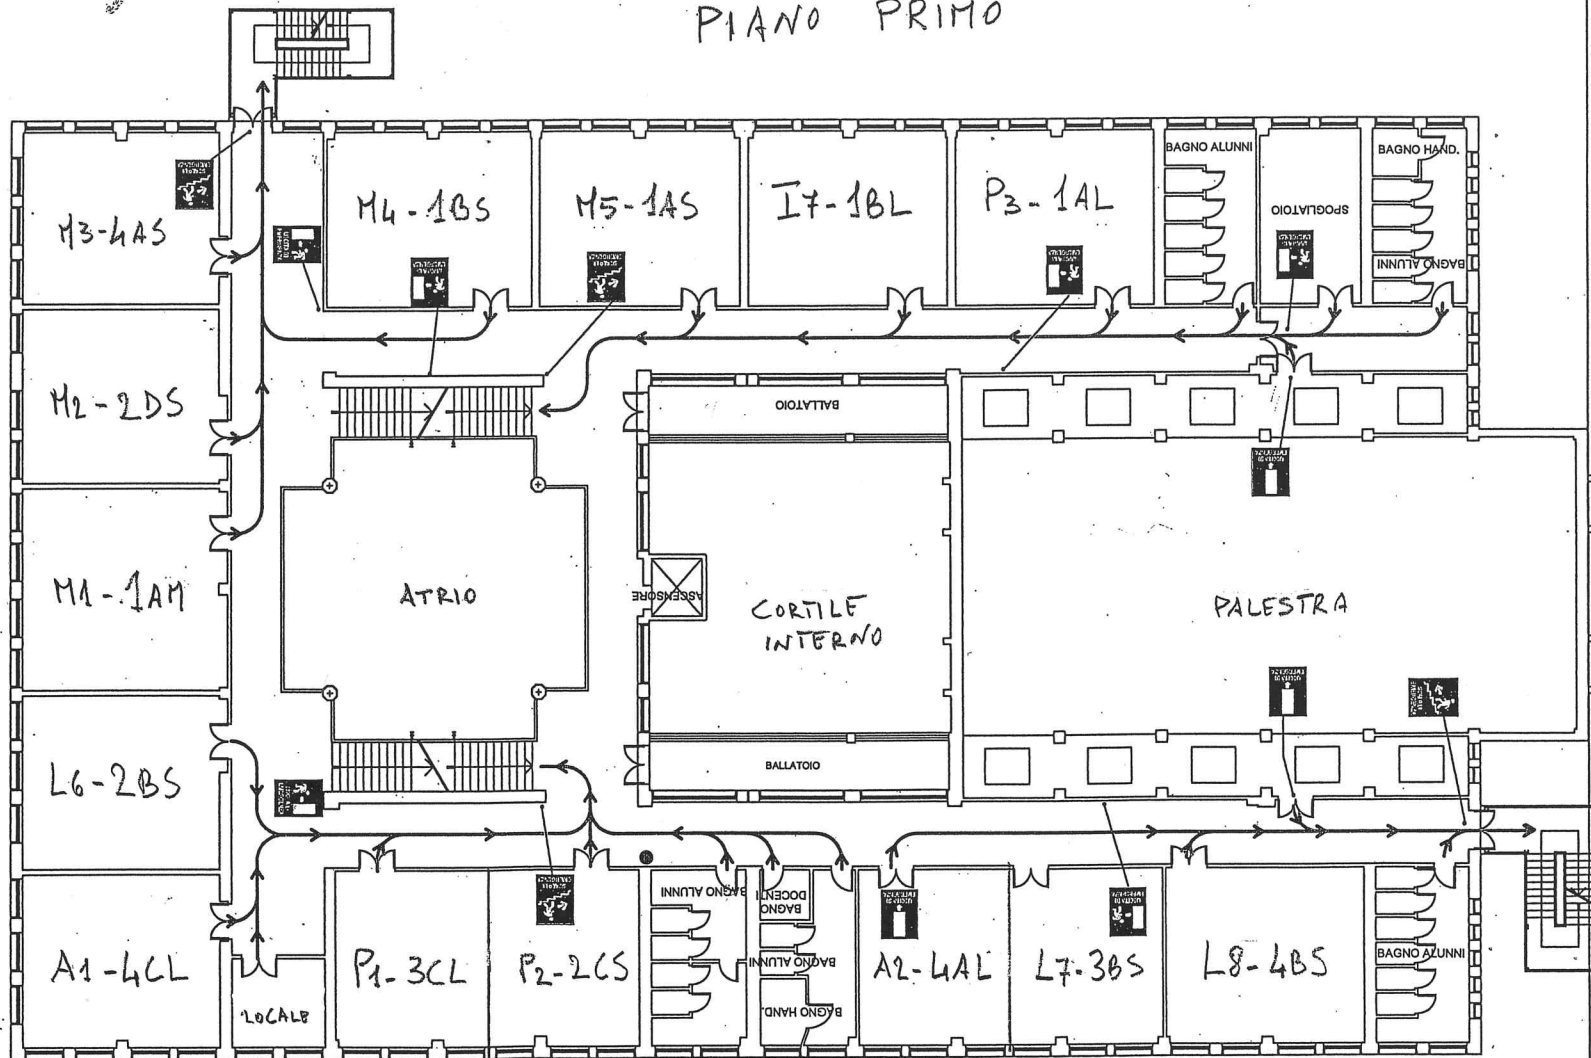 PIANO PRIMO
M3-4AS
M4-1BS
M5-1AS
I7-1BL
P3-1AL
BAGNO ALUNNI
SPOGLIATOIO
BAGNO HAND.
BAGNO ALUNNI
M2-2DS
BALLATOIO
M1-1AM
ATRIO
ASCENSORE
CORTILE
INTERNO
PALESTRA
L6-2BS
BALLATOIO
A1-4CL
LOCALE
P1-3CL
P2-2CS
BAGNO ALUNNI
BAGNO
DOCENTI
BAGNO ALUNNI
BAGNO HAND.
A2-4AL
L7-3BS
L8-4BS
BAGNO ALUNNI